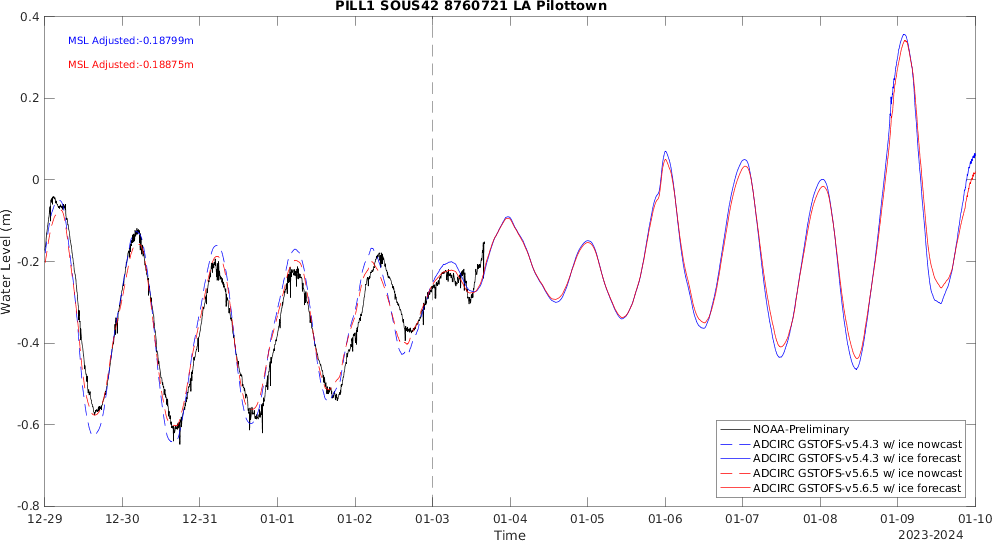 PILL1 SOUS42 8760721 LA Pilottown
MSL Adjusted:-0.18799m
MSL Adjusted:-0.18875m
Water Level (m)
0.4
0.2
0
-0.2
-0.4
-0.6
-0.8
NOAA-Preliminary
ADCIRC GSTOFS-v5.4.3 w/ ice nowcast
ADCIRC GSTOFS-v5.4.3 w/ ice forecast
ADCIRC GSTOFS-v5.6.5 w/ ice nowcast
ADCIRC GSTOFS-v5.6.5 w/ ice forecast
12-29 12-30 12-31 01-01 01-02 01-03 01-04 01-05 01-06 01-07 01-08 01-09 01-10
Time
2023-2024